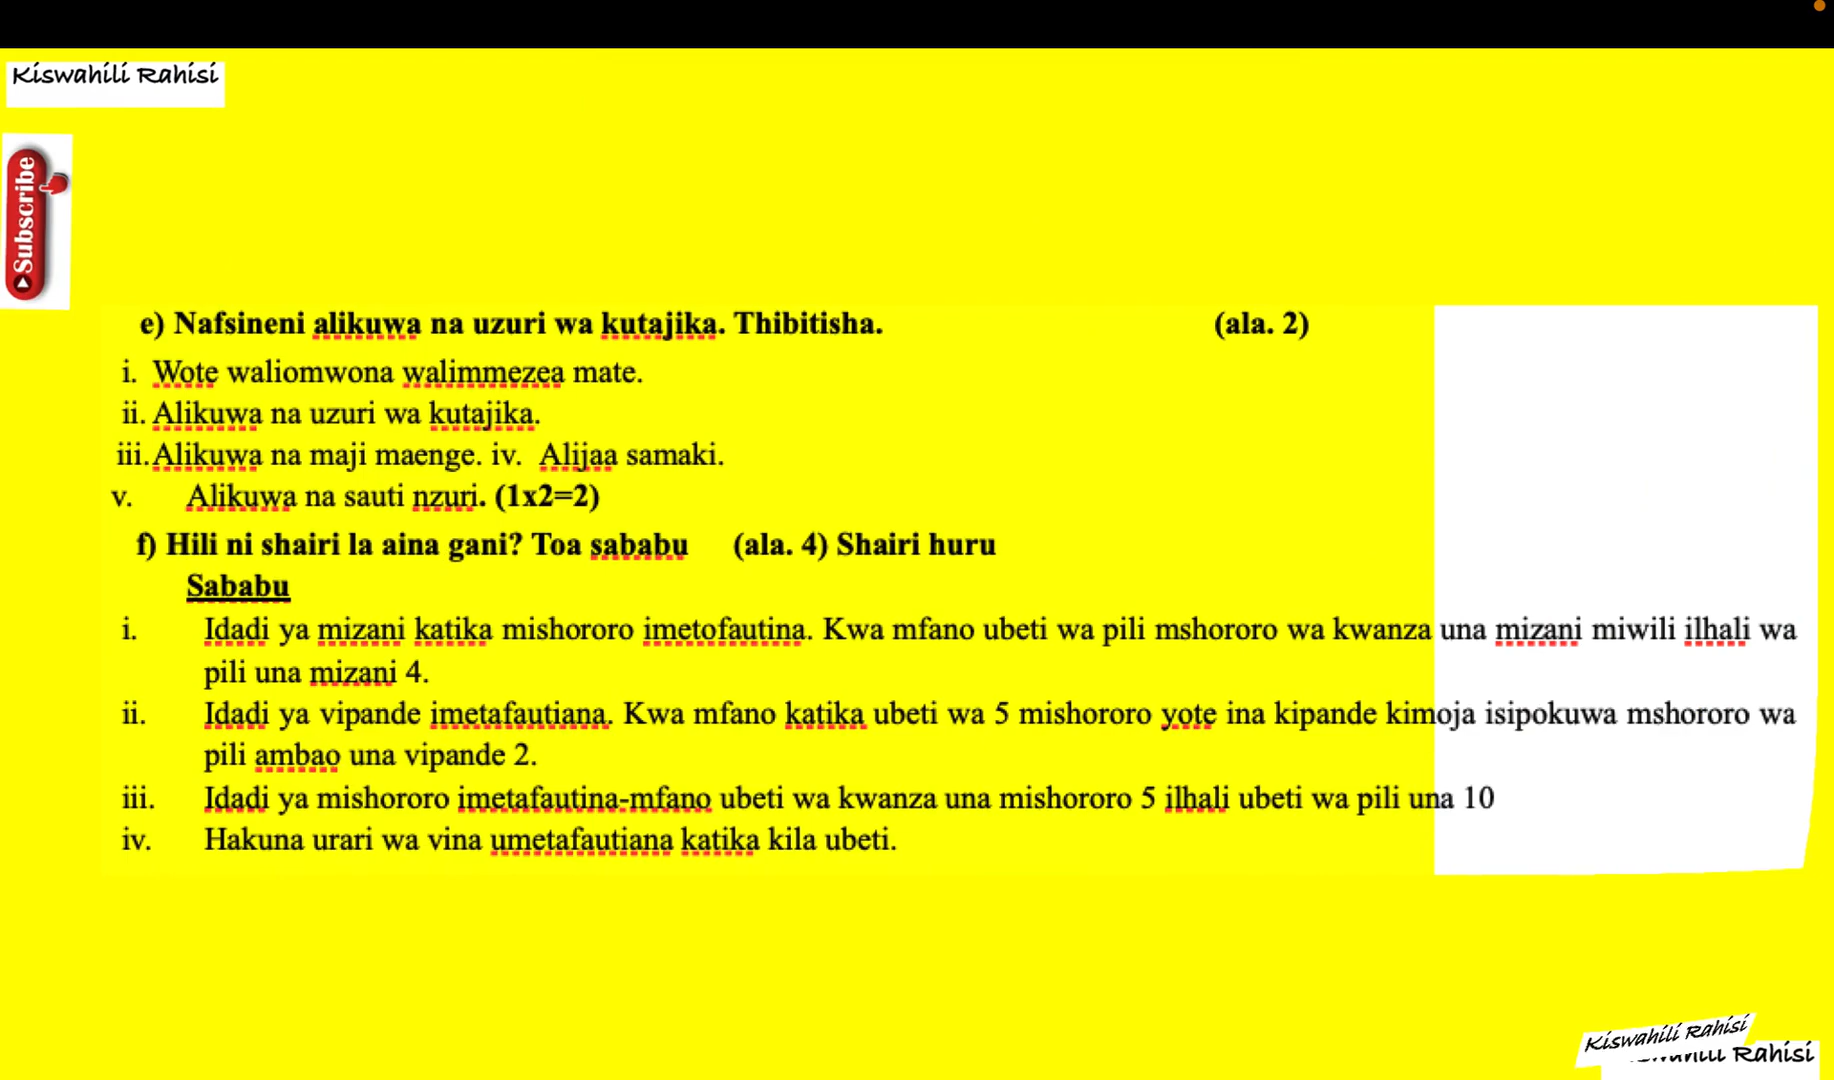 Kiswahili Rahisi
Subscribe
e) Nafsineni alikuwa na uzuri wa kutajika. Thibitisha. (ala. 2)
i. Wote waliomwona walimmezea mate.
ii. Alikuwa na uzuri wa kutajika.
iii. Alikuwa na maji maenge. iv. Alijaa samaki.
v. Alikuwa na sauti nzuri. (1x2=2)
f) Hili ni shairi la aina gani? Toa sababu (ala. 4) Shairi huru
Sababu
i. Idadi ya mizani katika mishororo imetofautina. Kwa mfano ubeti wa pili mshororo wa kwanza una mizani miwili ilhali wa
pili una mizani 4.
ii. Idadi ya vipande imetafautiana. Kwa mfano katika ubeti wa 5 mishororo yote ina kipande kimoja isipokuwa mshororo wa
pili ambao una vipande 2.
iii. Idadi ya mishororo imetafautina-mfano ubeti wa kwanza una mishororo 5 ilhali ubeti wa pili una 10
iv. Hakuna urari wa vina umetafautiana katika kila ubeti.
Kiswahili Rahisi
Rahisi